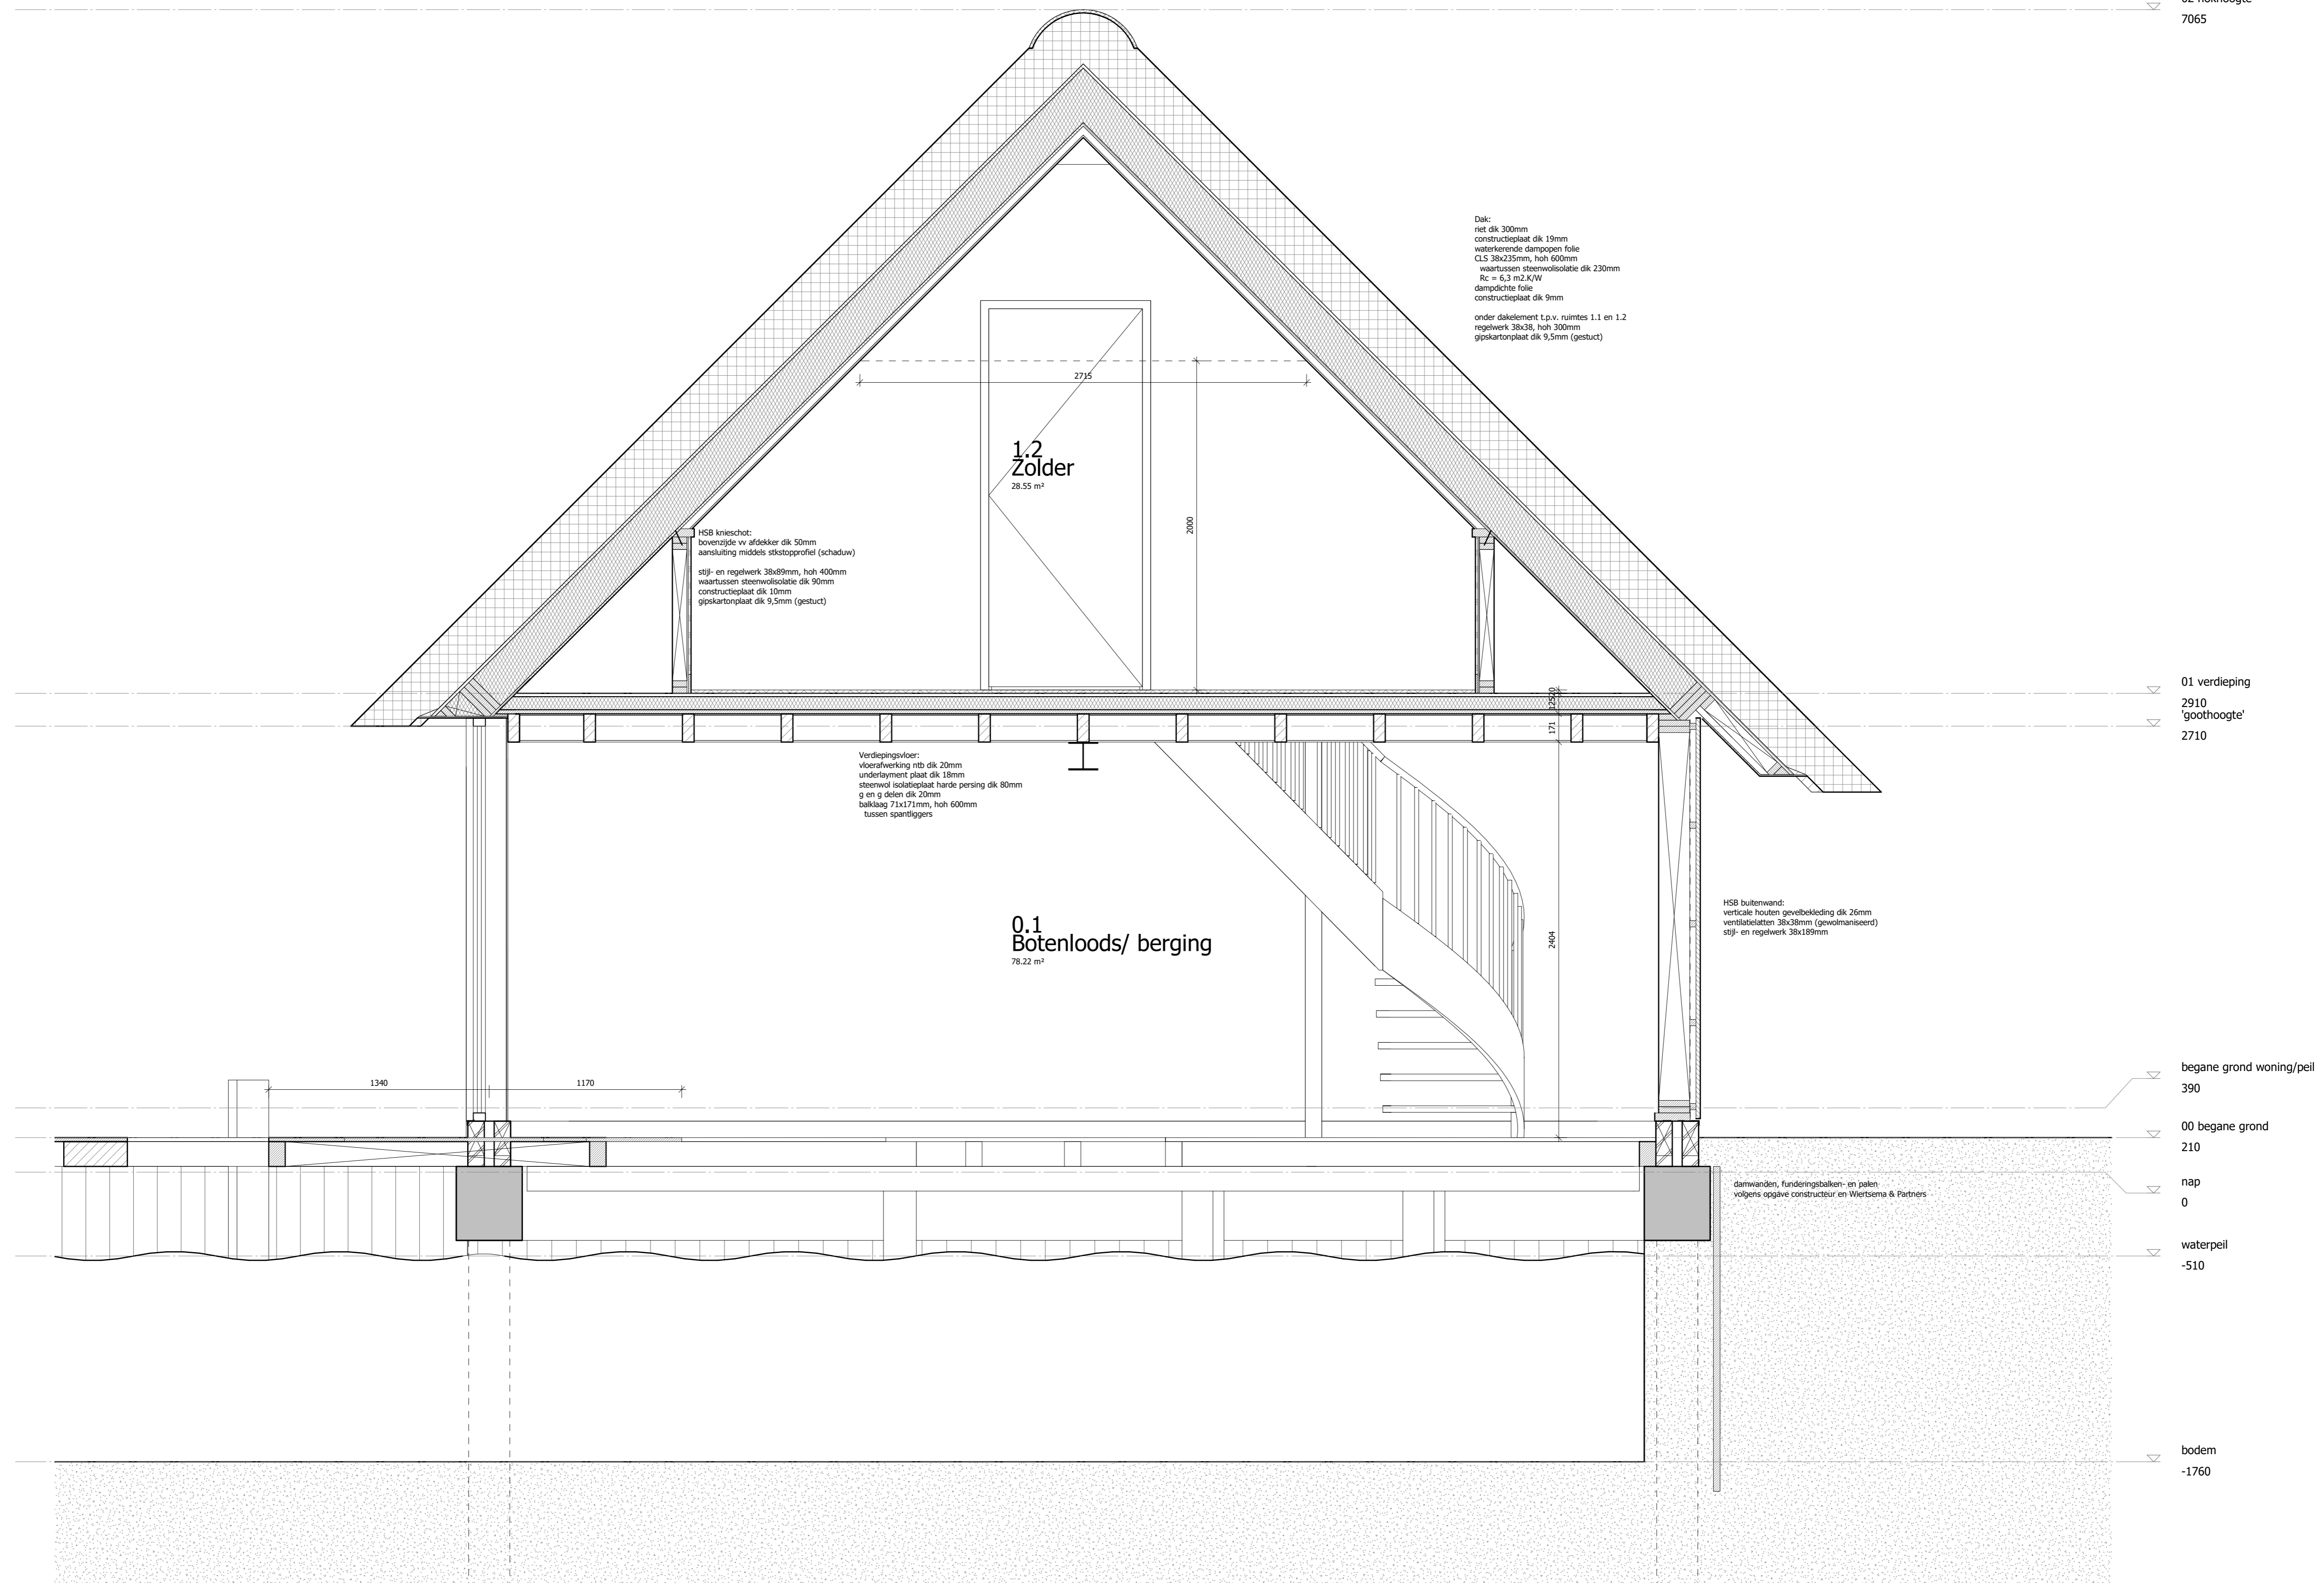 02 nokhoogte
7065
Dak:
riet dik 300mm
constructieplaat dik 19mm
waterkerende dampopen folie
CLS 38x235mm, hoh 600mm
waartussen steenwolisolatie dik 230mm
Rc = 6,3 m2.K/W
dampdichte folie
constructieplaat dik 9mm
onder dakelement t.p.v. ruimtes 1.1 en 1.2
regelwerk 38x38, hoh 300mm
gipskartonplaat dik 9,5mm (gestuct)
2715
1.2
Zolder
28.55 m²
2000
HSB knieschot:
bovenzijde vv afdekker dik 50mm
aansluiting middels stkstopprofiel (schaduw)
stijl- en regelwerk 38x89mm, hoh 400mm
waartussen steenwolisolatie dik 90mm
constructieplaat dik 10mm
gipskartonplaat dik 9,5mm (gestuct)
01 verdieping
2910
'goothoogte'
2710
20
125
171
Verdiepingsvloer:
vloerafwerking ntb dik 20mm
underlayment plaat dik 18mm
steenwol isolatieplaat harde persing dik 80mm
g en g delen dik 20mm
balklaag 71x171mm, hoh 600mm
tussen spantliggers
0.1
Botenloods/ berging
78.22 m²
2404
HSB buitenwand:
verticale houten gevelbekleding dik 26mm
ventilatielatten 38x38mm (gewolmaniseerd)
stijl- en regelwerk 38x189mm
1340
1170
begane grond woning/peil
390
00 begane grond
210
damwanden, funderingsbalken- en palen
volgens opgave constructeur en Wiertsema & Partners
nap
0
waterpeil
-510
bodem
-1760